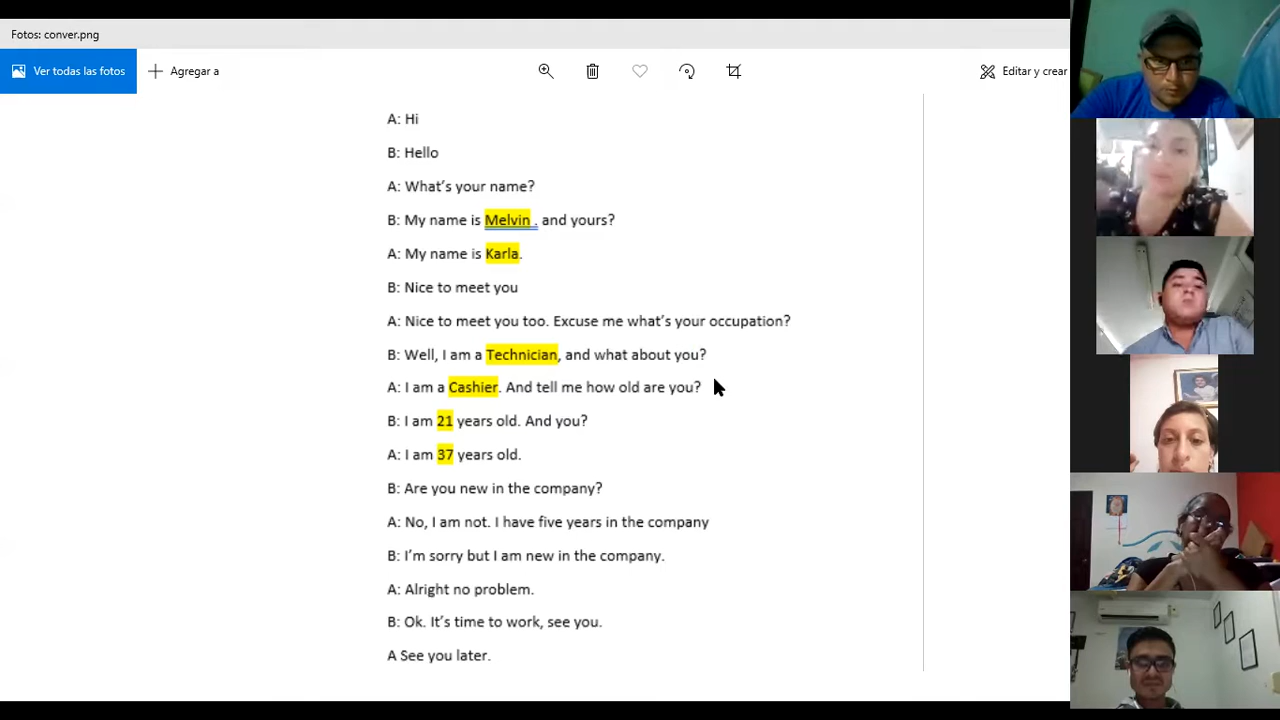 Fotos: conver.png
Ver todas las fotos
Agregar a
Editar y crear
A: Hi
B: Hello
A: What's your name?
B: My name is Melvin . and yours?
A: My name is Karla.
B: Nice to meet you
A: Nice to meet you too. Excuse me what's your occupation?
B: Well, I am a Technician, and what about you?
A: I am a Cashier. And tell me how old are you?
B: I am 21 years old. And you?
A: I am 37 years old.
B: Are you new in the company?
A: No, I am not. I have five years in the company
B: I'm sorry but I am new in the company.
A: Alright no problem.
B: Ok. It's time to work, see you.
A See you later.